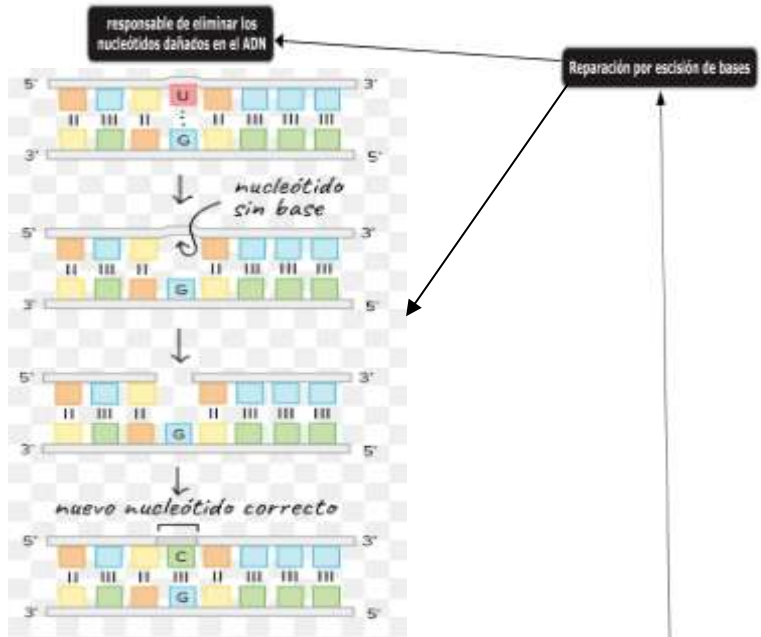 responsable de eliminar los
nucleótidos dañados en el ADN
Reparación por escisión de bases
5' 3'
U
G
3' 5'
nucleótido
sin base
5' 3'
G
3' 5'
5' 3'
G
3' 5'
nuevo nucleótido correcto
5' 3'
C
G
3' 5'